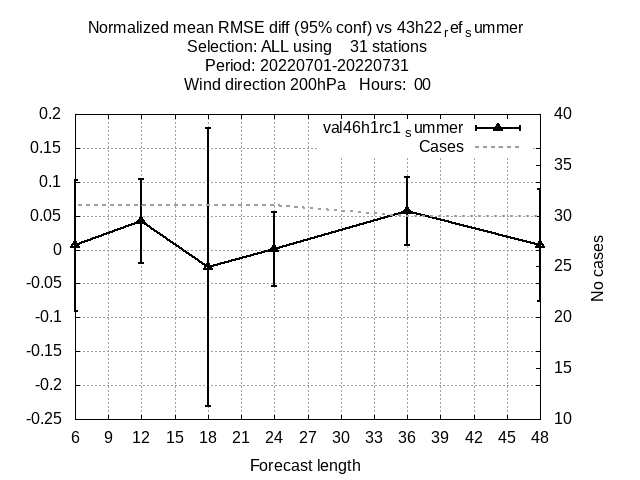 Normalized mean RMSE diff (95% conf) vs 43h22ref summer
Selection: ALL using 31 stations
Period: 20220701-20220731
Wind direction 200hPa Hours: 00
0.2
0.15
0.1
0.05
0
-0.05
-0.1
-0.15
-0.2
-0.25
val46h1rc1 summer
Cases
40
35
30
25
20
15
10
No cases
6 9 12 15 18 21 24 27 30 33 36 39 42 45 48
Forecast length